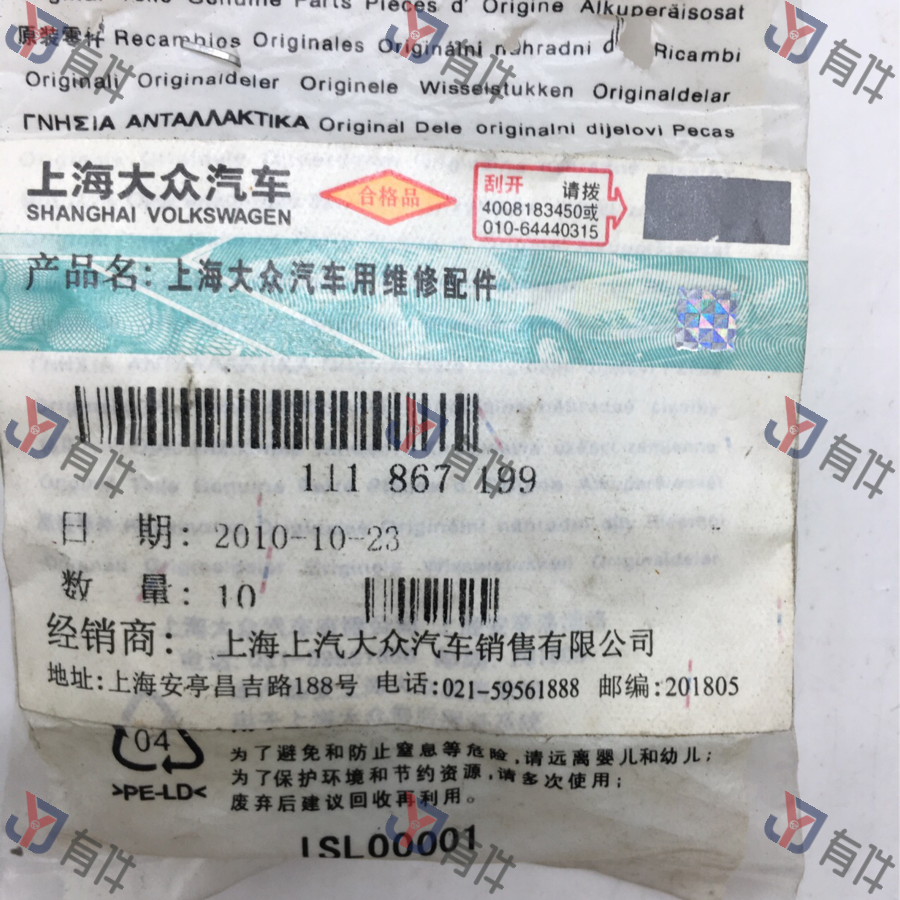 Genuine Parts Pièces d' Origine Alkuperäisosat
原装零件 Recambios Originales Originální náhradní d Ricambi
Originali Originaldeler Originele Wisselstukken Originaldelar
ΓΝΗΣΙΑ ΑΝΤΑΛΛΑΚΤΙΚΑ Original Dele originalni dijelovi Pecas
上海大众汽车
SHANGHAI VOLKSWAGEN
合格品
刮开 请拨
4008183450或
010-64440315
产品名: 上海大众汽车用维修配件
111 867 199
日 期: 2010-10-23
数 量: 10
经销商: 上海上汽大众汽车销售有限公司
地址:上海安亭昌吉路188号 电话:021-59561888 邮编:201805
04
>PE-LD<
为了避免和防止窒息等危险,请远离婴儿和幼儿;
为了保护环境和节约资源,请多次使用;
废弃后建议回收再利用。
ISL00001
有件